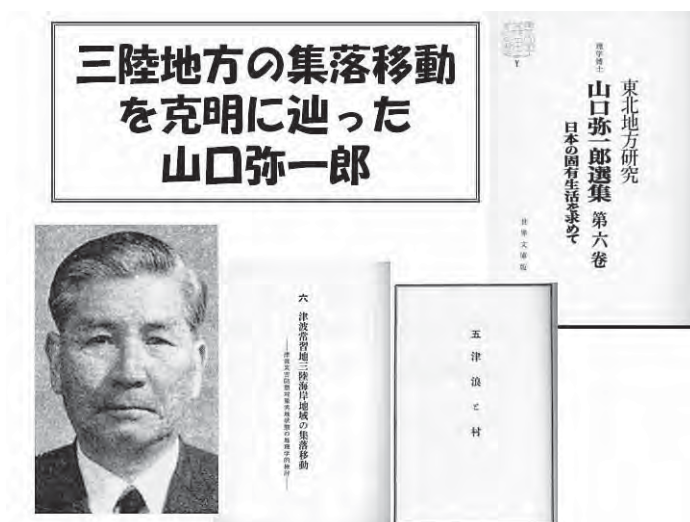 三陸地方の集落移動
を克明に辿った
山口弥一郎
東北地方研究
理学博士
山口弥一郎選集 第六巻
日本の固有生活を求めて
世界文庫版
六 津波常習地三陸海岸地域の集落移動
五 津浪と村